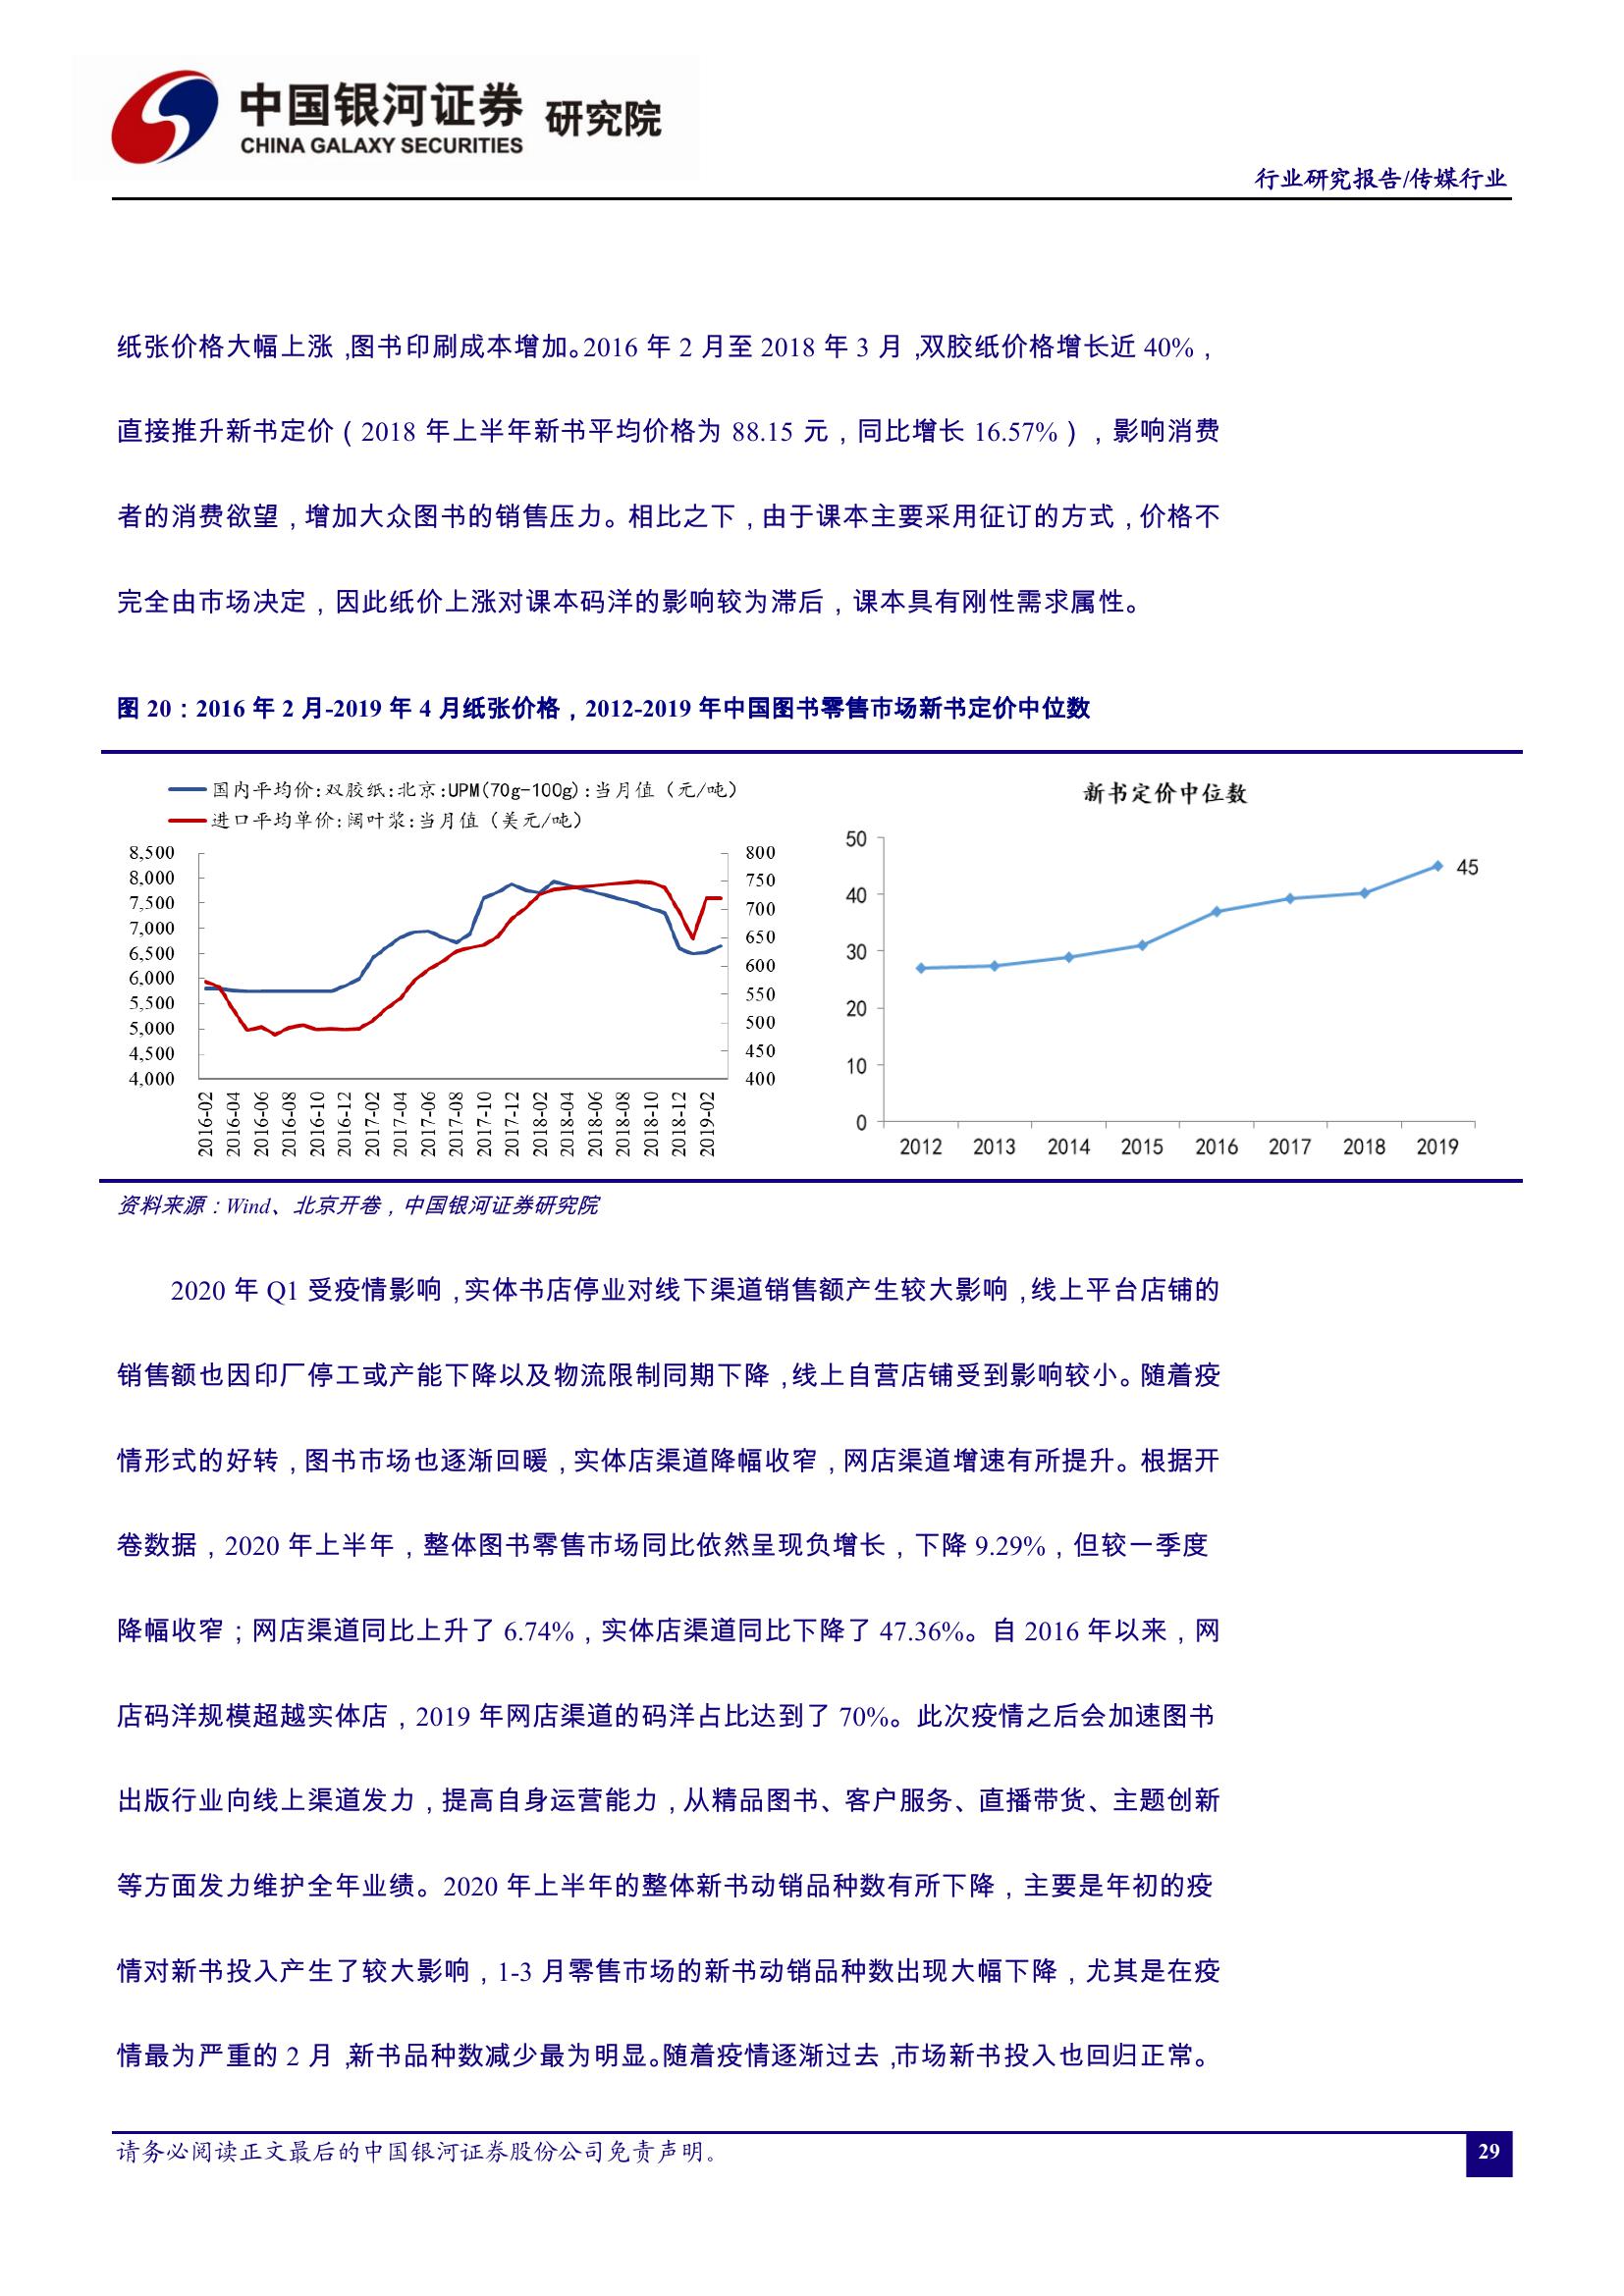 中国银河证券 研究院
CHINA GALAXY SECURITIES
行业研究报告/传媒行业
纸张价格大幅上涨，图书印刷成本增加。2016 年 2 月至 2018 年 3 月，双胶纸价格增长近 40%，
直接推升新书定价（2018 年上半年新书平均价格为 88.15 元，同比增长 16.57%），影响消费
者的消费欲望，增加大众图书的销售压力。相比之下，由于课本主要采用征订的方式，价格不
完全由市场决定，因此纸价上涨对课本码洋的影响较为滞后，课本具有刚性需求属性。
图 20：2016 年 2 月-2019 年 4 月纸张价格，2012-2019 年中国图书零售市场新书定价中位数
国内平均价:双胶纸:北京:UPM(70g-100g):当月值（元/吨）
进口平均单价:阔叶浆:当月值（美元/吨）
8,500
8,000
7,500
7,000
6,500
6,000
5,500
5,000
4,500
4,000
800
750
700
650
600
550
500
450
400
2016-02
2016-04
2016-06
2016-08
2016-10
2016-12
2017-02
2017-04
2017-06
2017-08
2017-10
2017-12
2018-02
2018-04
2018-06
2018-08
2018-10
2018-12
2019-02
新书定价中位数
50
40
30
20
10
0
45
2012 2013 2014 2015 2016 2017 2018 2019
资料来源：Wind、北京开卷，中国银河证券研究院
2020 年 Q1 受疫情影响，实体书店停业对线下渠道销售额产生较大影响，线上平台店铺的
销售额也因印厂停工或产能下降以及物流限制同期下降，线上自营店铺受到影响较小。随着疫
情形式的好转，图书市场也逐渐回暖，实体店渠道降幅收窄，网店渠道增速有所提升。根据开
卷数据，2020 年上半年，整体图书零售市场同比依然呈现负增长，下降 9.29%，但较一季度
降幅收窄；网店渠道同比上升了 6.74%，实体店渠道同比下降了 47.36%。自 2016 年以来，网
店码洋规模超越实体店，2019 年网店渠道的码洋占比达到了 70%。此次疫情之后会加速图书
出版行业向线上渠道发力，提高自身运营能力，从精品图书、客户服务、直播带货、主题创新
等方面发力维护全年业绩。2020 年上半年的整体新书动销品种数有所下降，主要是年初的疫
情对新书投入产生了较大影响，1-3 月零售市场的新书动销品种数出现大幅下降，尤其是在疫
情最为严重的 2 月，新书品种数减少最为明显。随着疫情逐渐过去，市场新书投入也回归正常。
请务必阅读正文最后的中国银河证券股份公司免责声明。
29